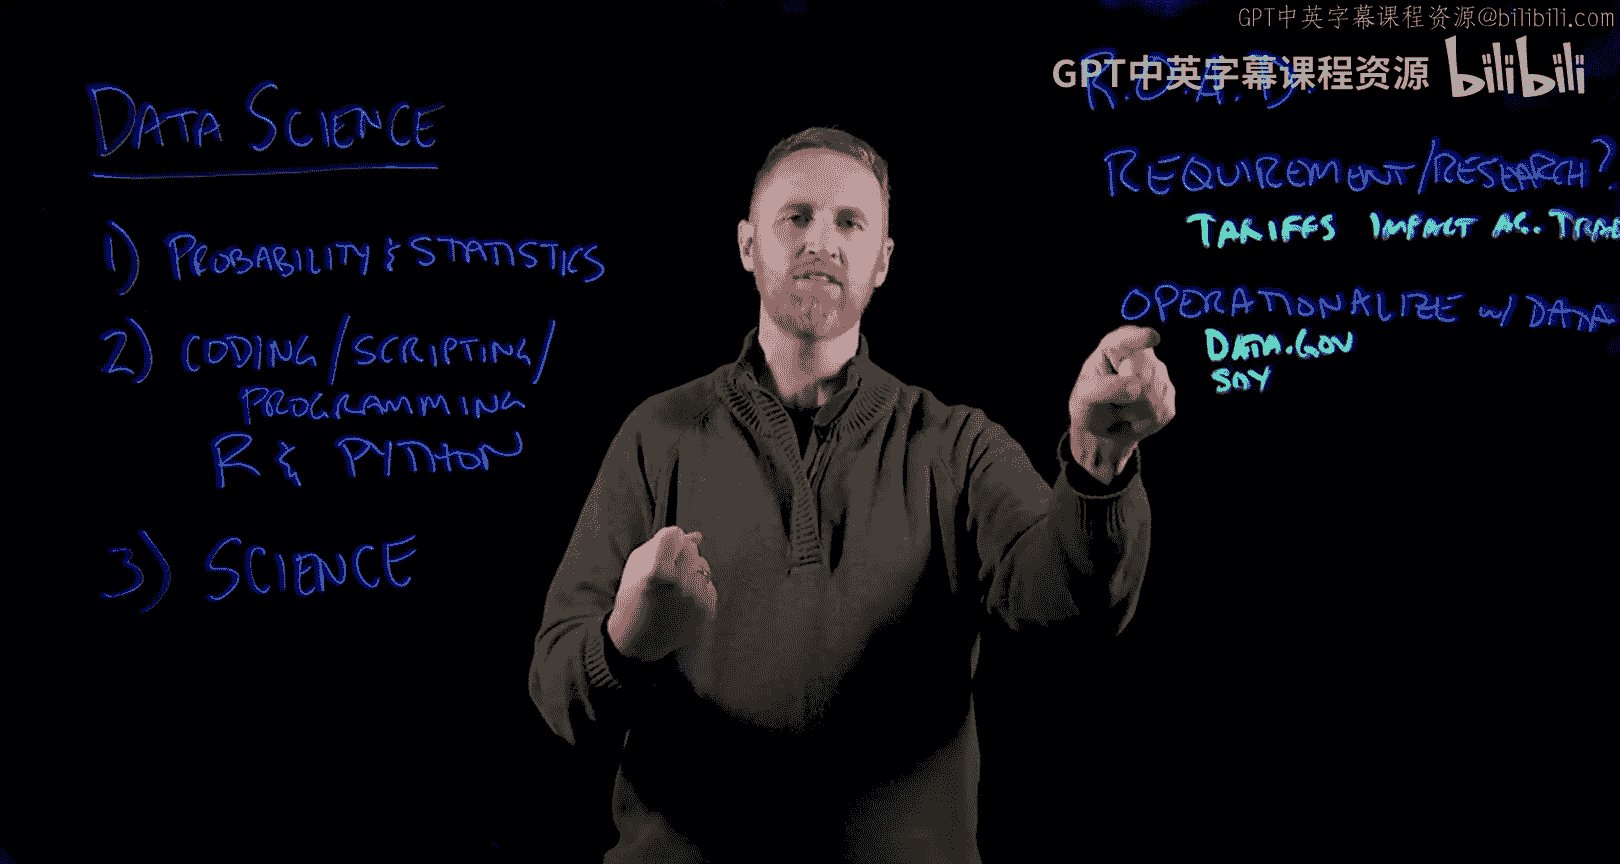 GPT中英字幕课程资源@bilibili.com
GPT中英字幕课程资源 bilibili
R.O.A.D.
DATA SCIENCE
1) PROBABILITY & STATISTICS
2) CODING/SCRIPTING/
PROGRAMMING
R & PYTHON
3) SCIENCE
REQUIREMENT/RESEARCH?
TARIFFS IMPACT AG.
OPERATIONALIZE w/ DATA
DATA.GOV
SOY